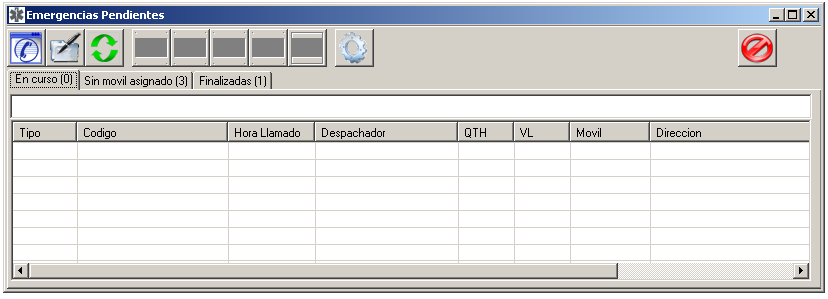 Emergencias Pendientes
En curso (0) Sin movil asignado (3) Finalizadas (1)
Tipo Codigo Hora Llamado Despachador QTH VL Movil Direccion